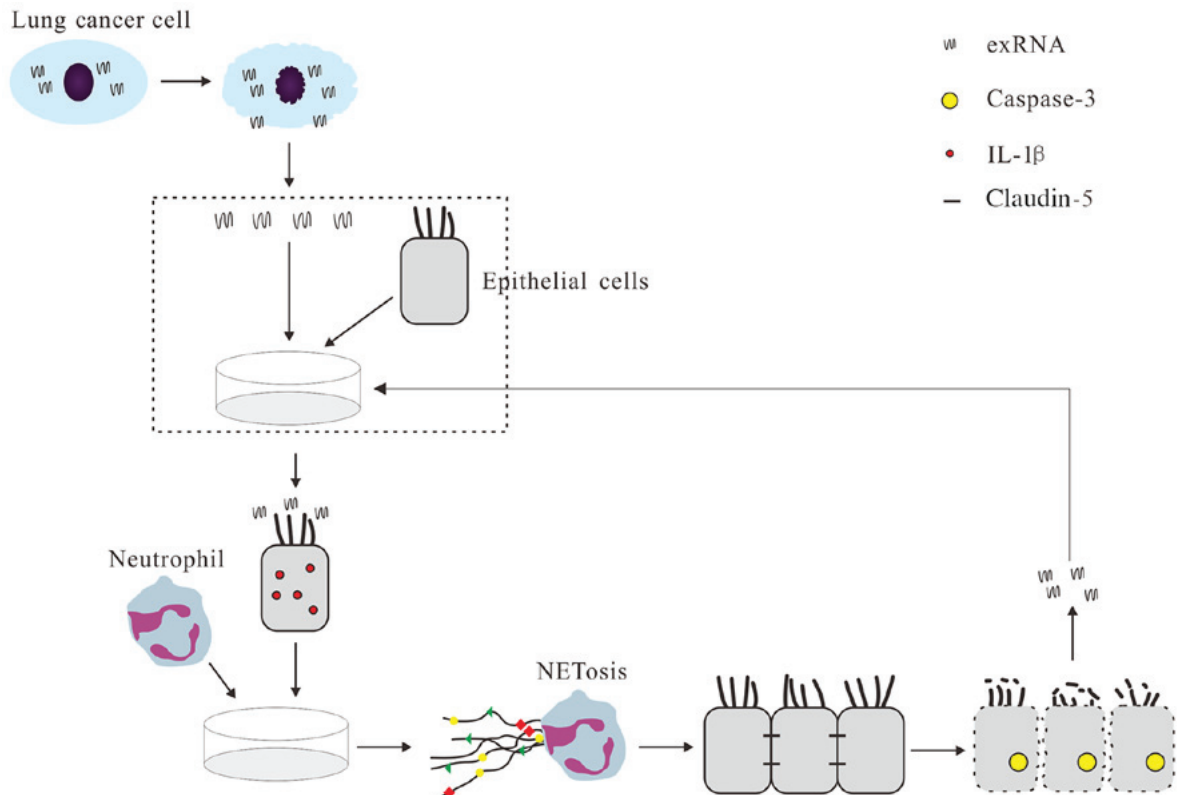 Lung cancer cell
exRNA
Caspase-3
IL-1β
Claudin-5
Epithelial cells
Neutrophil
NETosis